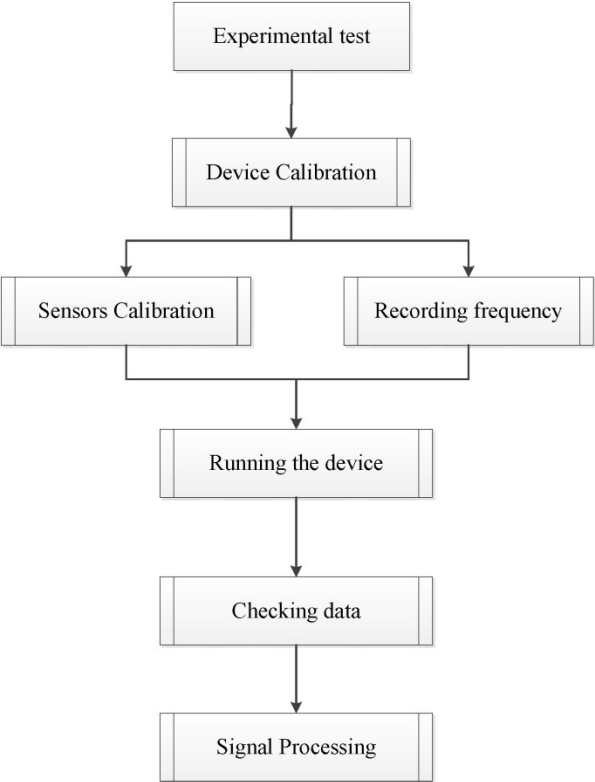 Experimental test
Device Calibration
Sensors Calibration
Recording frequency
Running the device
Checking data
Signal Processing